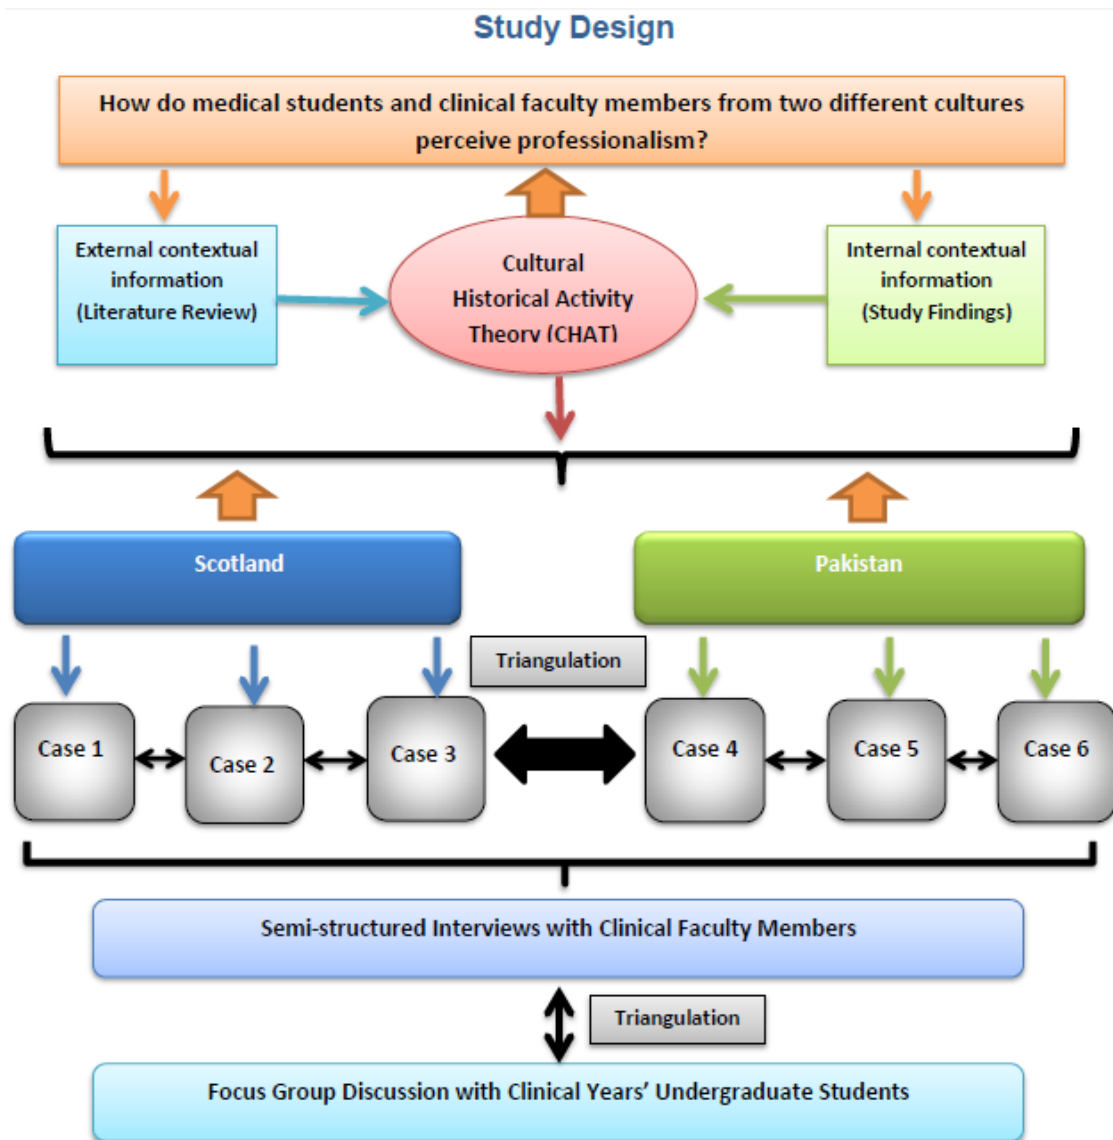 Study Design
How do medical students and clinical faculty members from two different cultures
perceive professionalism?
External contextual
information
(Literature Review)
Cultural
Historical Activity
Theory (CHAT)
Internal contextual
information
(Study Findings)
Scotland
Pakistan
Triangulation
Case 1
Case 2
Case 3
Case 4
Case 5
Case 6
Semi-structured Interviews with Clinical Faculty Members
Triangulation
Focus Group Discussion with Clinical Years’ Undergraduate Students